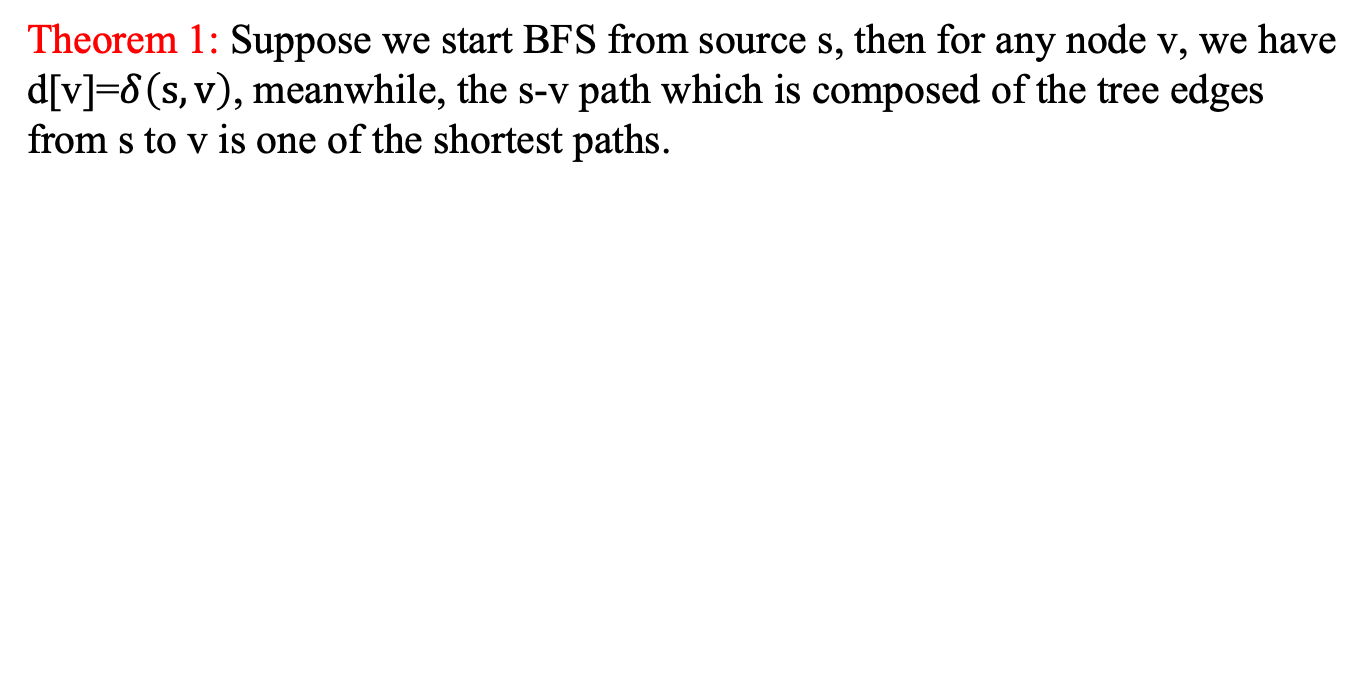 Theorem 1: Suppose we start BFS from source s, then for any node v, we have
d[v]=δ(s, v), meanwhile, the s-v path which is composed of the tree edges
from s to v is one of the shortest paths.